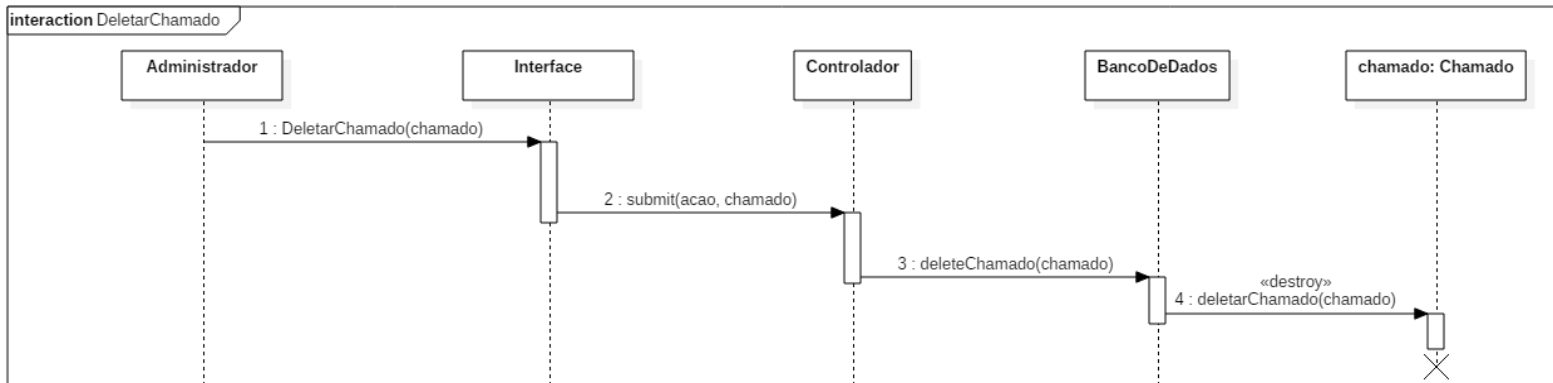 interaction DeletarChamado
Administrador
Interface
Controlador
BancoDeDados
chamado: Chamado
1 : DeletarChamado(chamado)
2 : submit(acao, chamado)
3 : deleteChamado(chamado)
«destroy»
4 : deletarChamado(chamado)